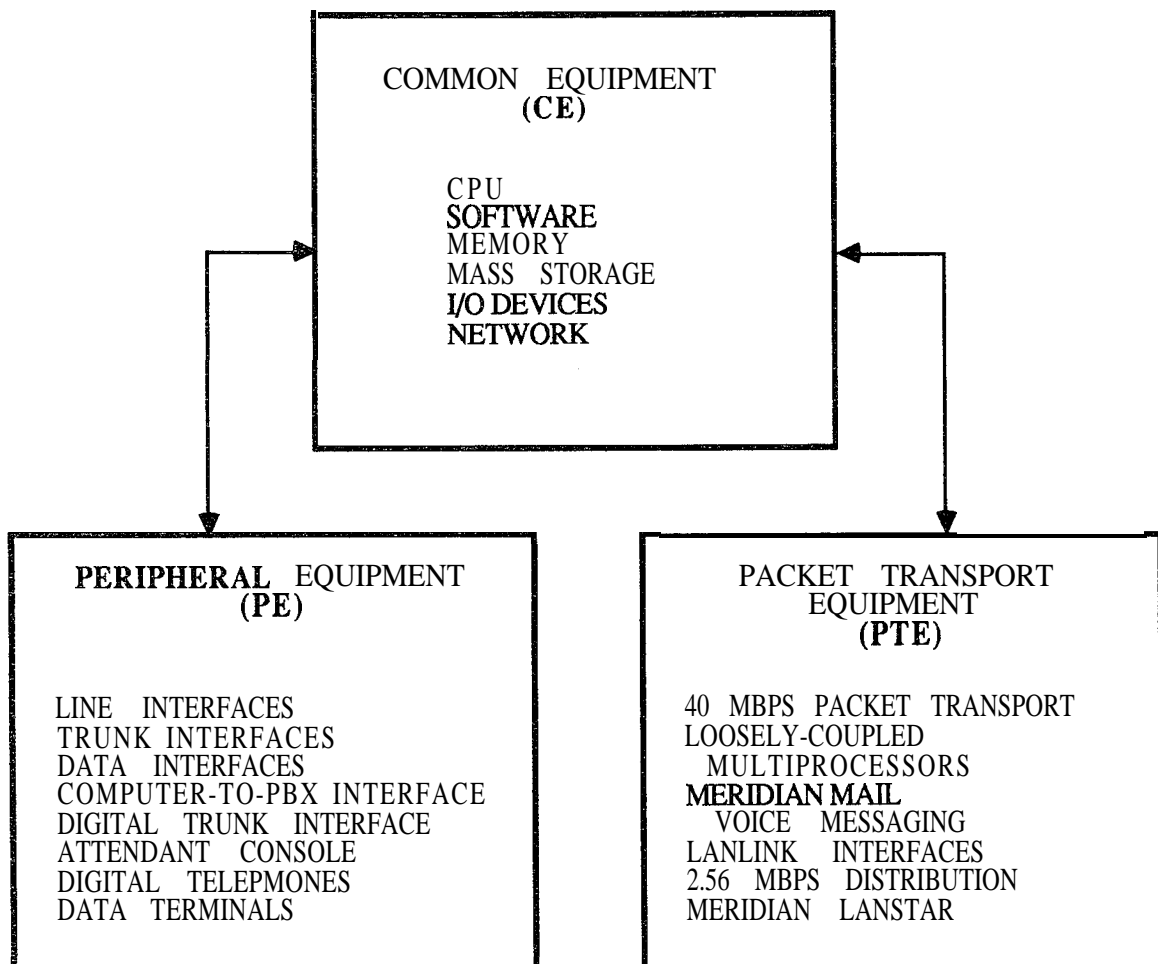 COMMON EQUIPMENT
(CE)
CPU
SOFTWARE
MEMORY
MASS STORAGE
I/O DEVICES
NETWORK
PERIPHERAL EQUIPMENT
(PE)
LINE INTERFACES
TRUNK INTERFACES
DATA INTERFACES
COMPUTER-TO-PBX INTERFACE
DIGITAL TRUNK INTERFACE
ATTENDANT CONSOLE
DIGITAL TELEPMONES
DATA TERMINALS
PACKET TRANSPORT
EQUIPMENT
(PTE)
40 MBPS PACKET TRANSPORT
LOOSELY-COUPLED
MULTIPROCESSORS
MERIDIAN MAIL
VOICE MESSAGING
LANLINK INTERFACES
2.56 MBPS DISTRIBUTION
MERIDIAN LANSTAR